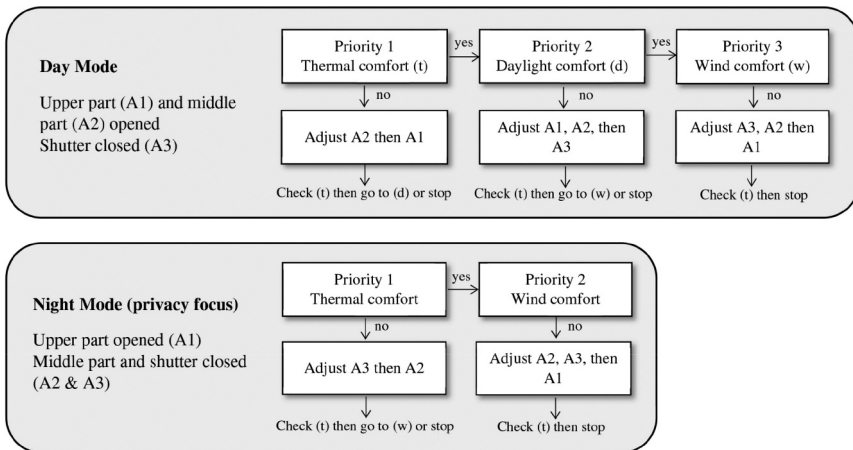 Day Mode
Upper part (A1) and middle
part (A2) opened
Shutter closed (A3)
Priority 1
Thermal comfort (t)
yes
Priority 2
Daylight comfort (d)
yes
Priority 3
Wind comfort (w)
no
no
no
Adjust A2 then A1
Adjust A1, A2, then
A3
Adjust A3, A2 then
A1
Check (t) then go to (d) or stop
Check (t) then go to (w) or stop
Check (t) then stop
Night Mode (privacy focus)
Upper part opened (A1)
Middle part and shutter closed
(A2 & A3)
Priority 1
Thermal comfort
yes
Priority 2
Wind comfort
no
no
Adjust A3 then A2
Adjust A2, A3, then
A1
Check (t) then go to (w) or stop
Check (t) then stop